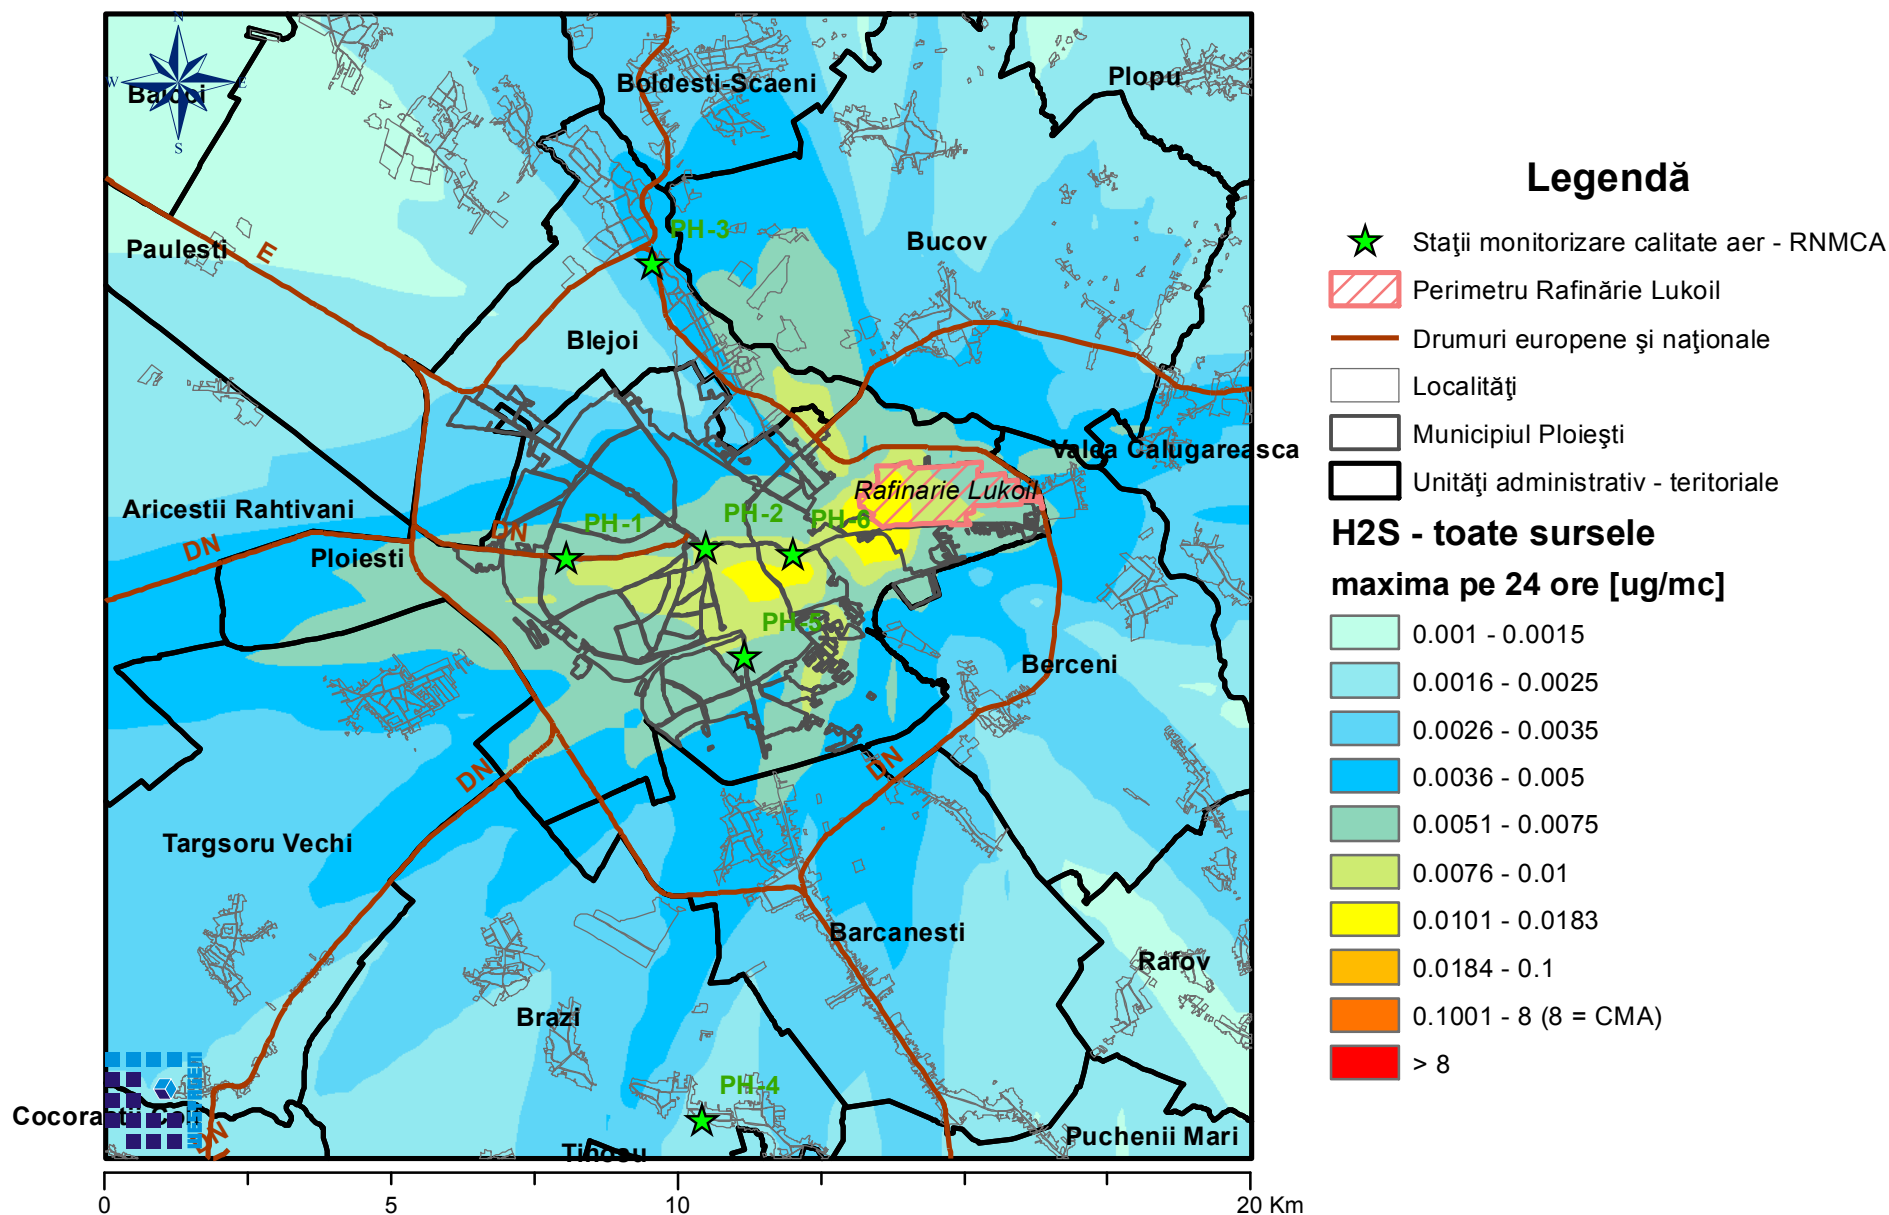 N
W
E
S
Baicoi
Boldesti-Scaeni
Plopu
PH-3
Paulesti
E
Bucov
Blejoi
Valea Calugareasca
Rafinarie Lukoil
Aricestii Rahtivani
PH-1
PH-2
PH-6
DN
DN
Ploiesti
PH-5
Berceni
DN
DN
Targsoru Vechi
Barcanesti
Rafov
Brazi
PH-4
DN
Puchenii Mari
Tinosu
0
5
10
20 Km
Legendă
Staţii monitorizare calitate aer - RNMCA
Perimetru Rafinărie Lukoil
Drumuri europene şi naţionale
Localităţi
Municipiul Ploieşti
Unităţi administrativ - teritoriale
H2S - toate sursele
maxima pe 24 ore [ug/mc]
0.001 - 0.0015
0.0016 - 0.0025
0.0026 - 0.0035
0.0036 - 0.005
0.0051 - 0.0075
0.0076 - 0.01
0.0101 - 0.0183
0.0184 - 0.1
0.1001 - 8 (8 = CMA)
> 8